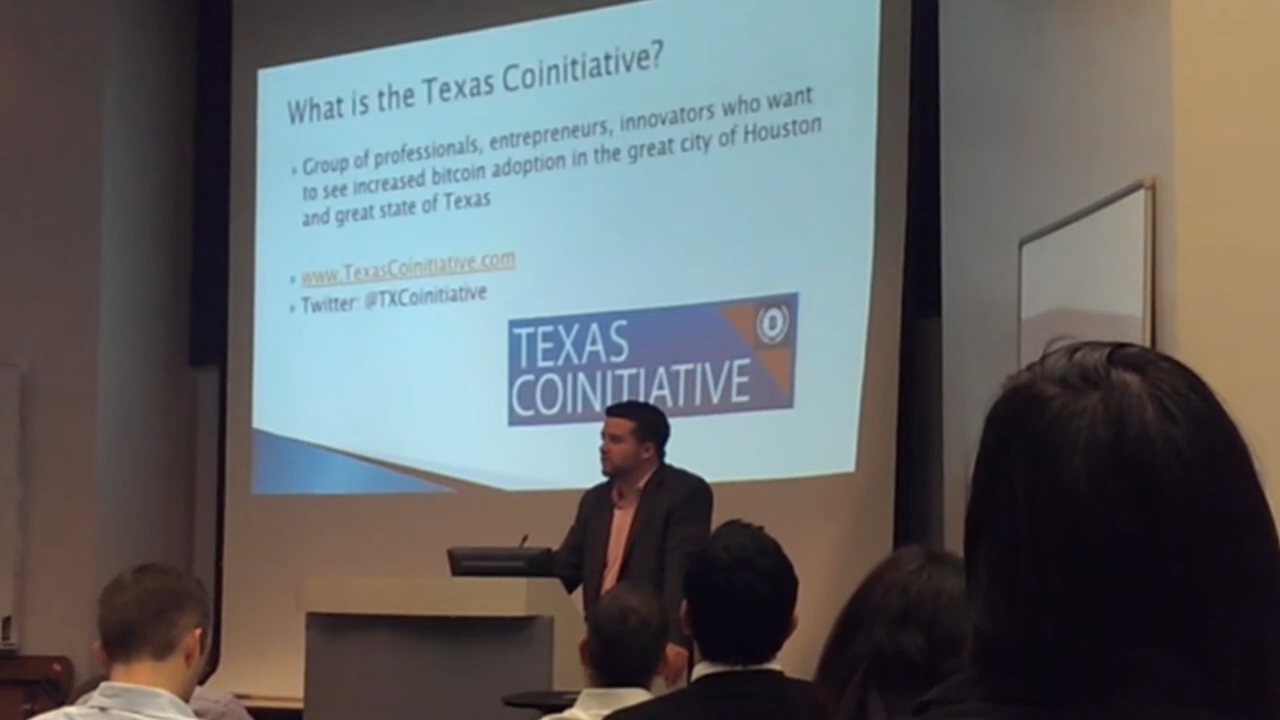 What is the Texas Coinitiative?
» Group of professionals, entrepreneurs, innovators who want
to see increased bitcoin adoption in the great city of Houston
and great state of Texas
» www.TexasCoinitiative.com
» Twitter: @TXCoinitiative
TEXAS
COINITIATIVE